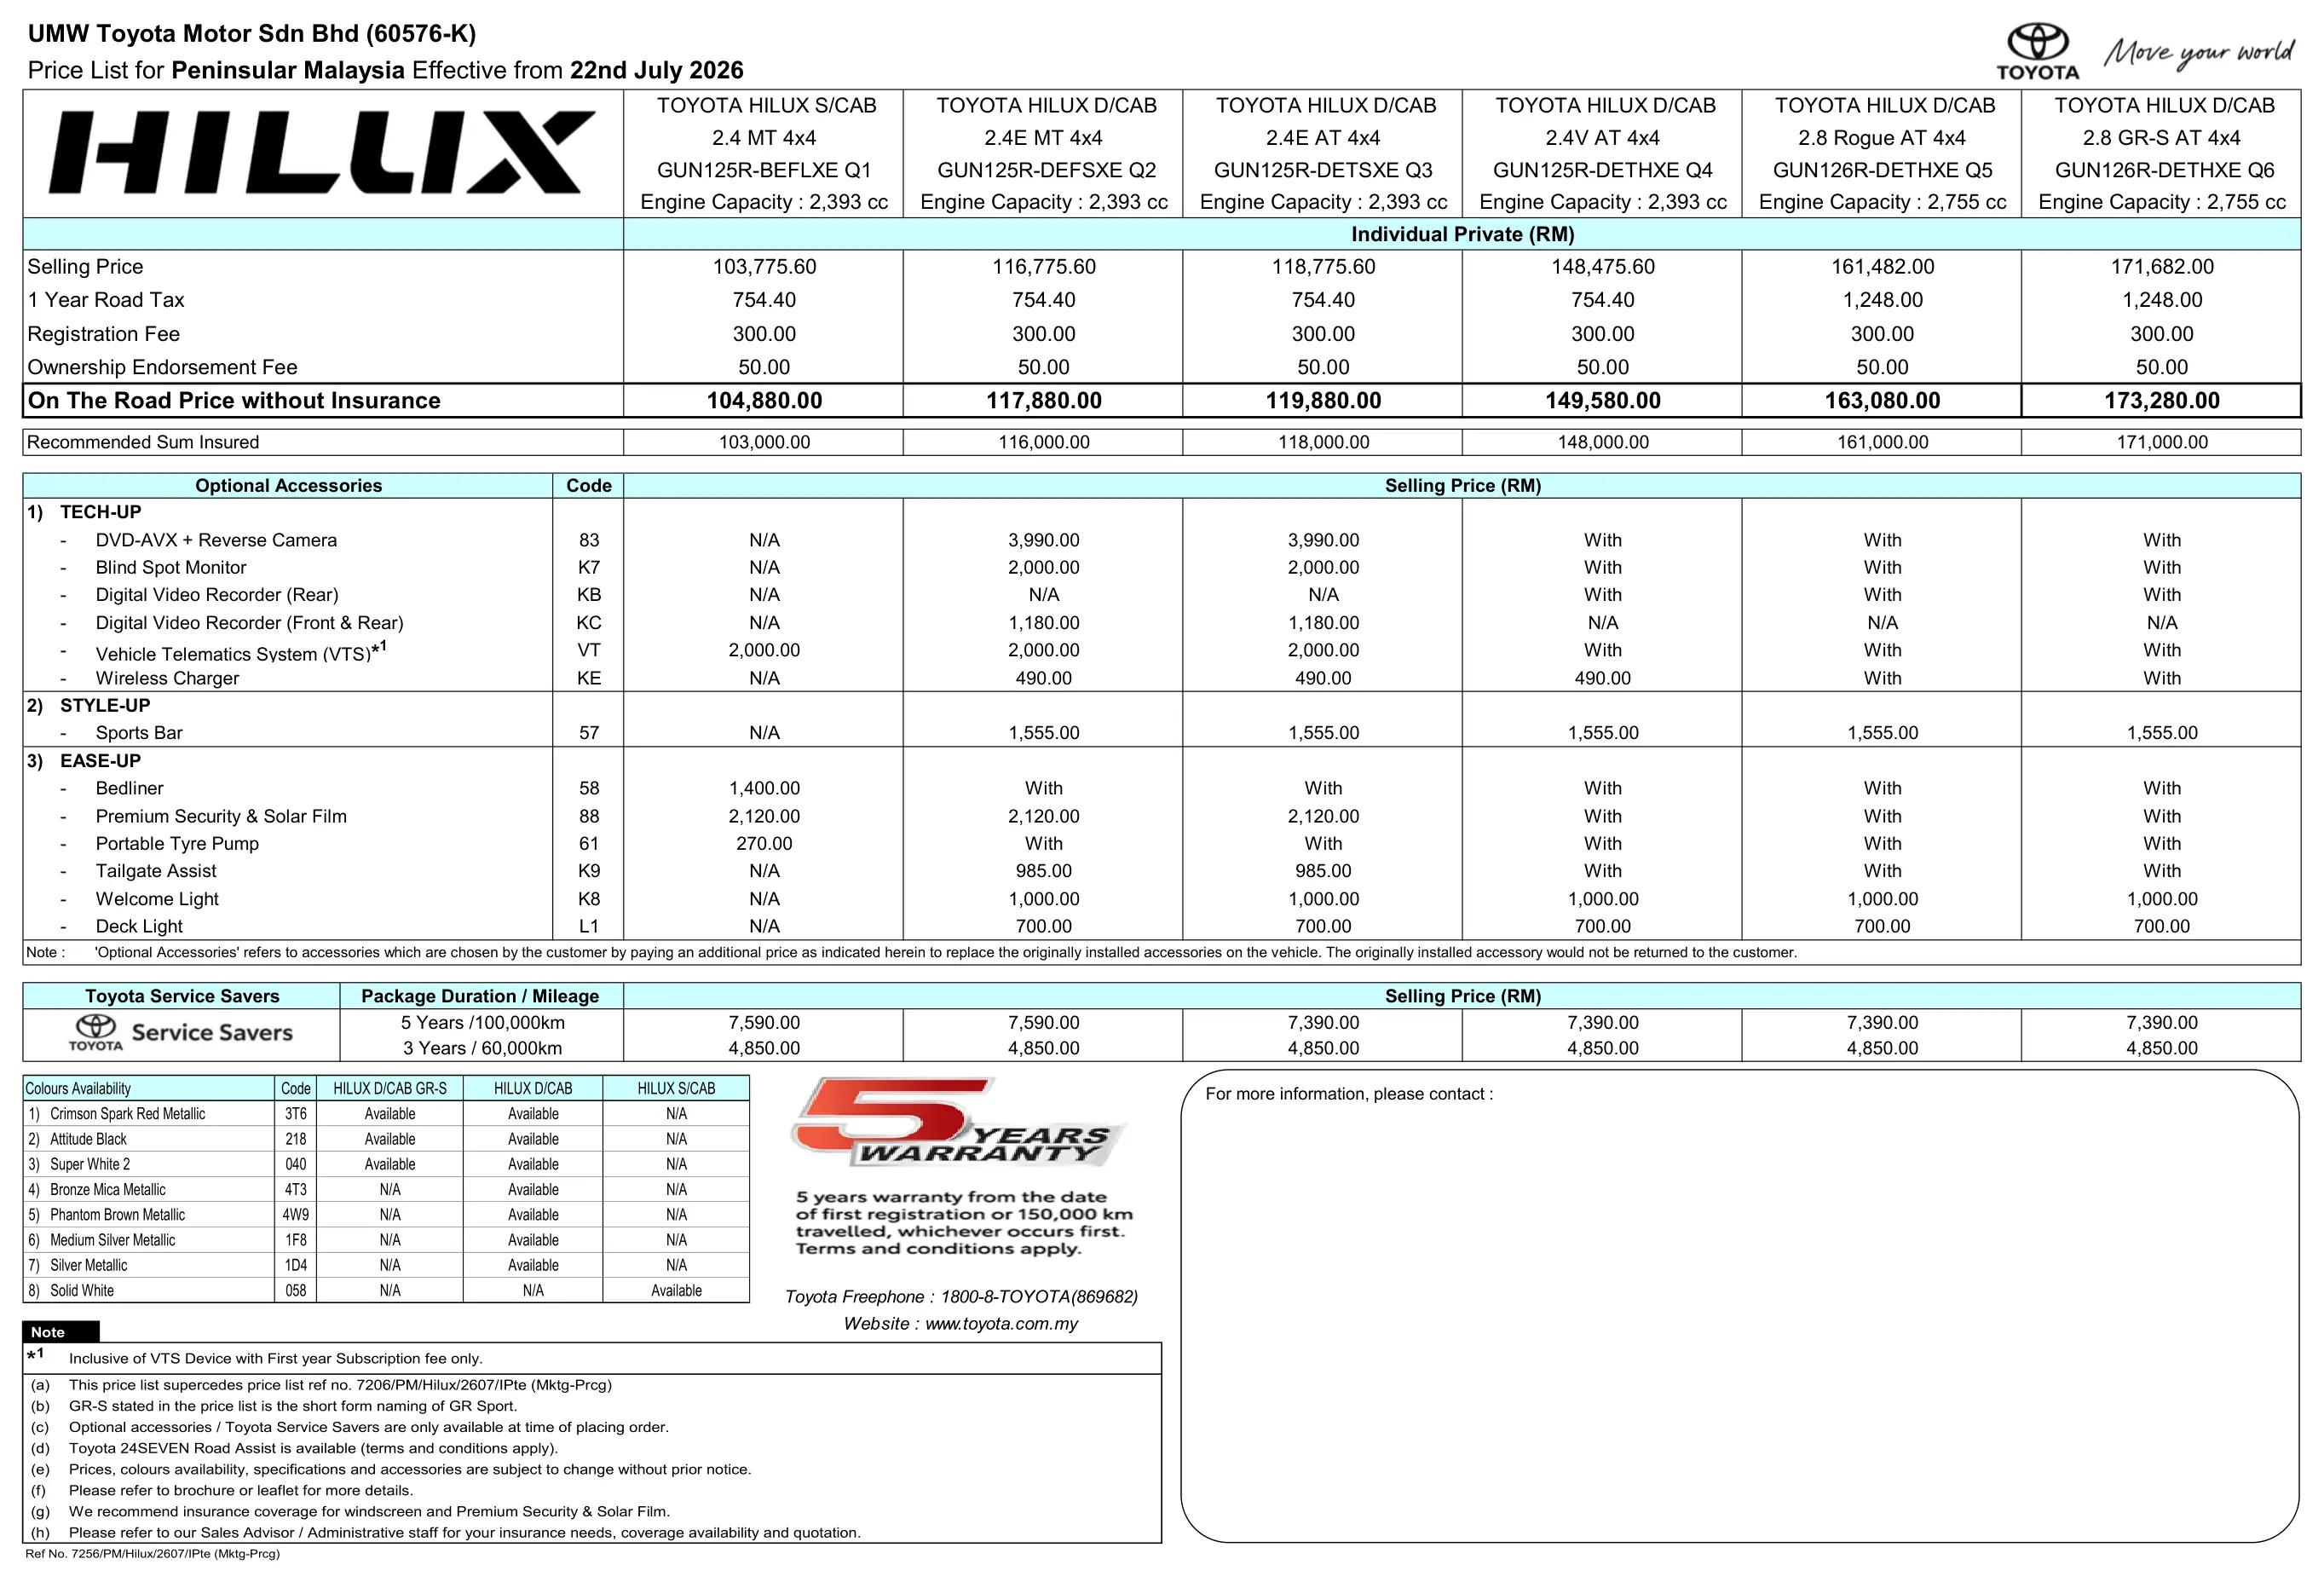 UMW Toyota Motor Sdn Bhd (60576-K)
Price List for Peninsular Malaysia Effective from 22nd July 2026
TOYOTA
Move your world
HILUX
TOYOTA HILUX S/CAB 2.4 MT 4x4 GUN125R-BEFLXE Q1 Engine Capacity : 2,393 cc
TOYOTA HILUX D/CAB 2.4E MT 4x4 GUN125R-DEFSXE Q2 Engine Capacity : 2,393 cc
TOYOTA HILUX D/CAB 2.4E AT 4x4 GUN125R-DETSXE Q3 Engine Capacity : 2,393 cc
TOYOTA HILUX D/CAB 2.4V AT 4x4 GUN125R-DETHXE Q4 Engine Capacity : 2,393 cc
TOYOTA HILUX D/CAB 2.8 Rogue AT 4x4 GUN126R-DETHXE Q5 Engine Capacity : 2,755 cc
TOYOTA HILUX D/CAB 2.8 GR-S AT 4x4 GUN126R-DETHXE Q6 Engine Capacity : 2,755 cc
Individual Private (RM)
Selling Price 103,775.60 116,775.60 118,775.60 148,475.60 161,482.00 171,682.00
1 Year Road Tax 754.40 754.40 754.40 754.40 1,248.00 1,248.00
Registration Fee 300.00 300.00 300.00 300.00 300.00 300.00
Ownership Endorsement Fee 50.00 50.00 50.00 50.00 50.00 50.00
On The Road Price without Insurance 104,880.00 117,880.00 119,880.00 149,580.00 163,080.00 173,280.00
Recommended Sum Insured 103,000.00 116,000.00 118,000.00 148,000.00 161,000.00 171,000.00
Optional Accessories Code Selling Price (RM)
1) TECH-UP
- DVD-AVX + Reverse Camera 83 N/A 3,990.00 3,990.00 With With With
- Blind Spot Monitor K7 N/A 2,000.00 2,000.00 With With With
- Digital Video Recorder (Rear) KB N/A N/A N/A With With With
- Digital Video Recorder (Front & Rear) KC N/A 1,180.00 1,180.00 N/A N/A N/A
- Vehicle Telematics System (VTS)*1 VT 2,000.00 2,000.00 2,000.00 With With With
- Wireless Charger KE N/A 490.00 490.00 490.00 With With
2) STYLE-UP
- Sports Bar 57 N/A 1,555.00 1,555.00 1,555.00 1,555.00 1,555.00
3) EASE-UP
- Bedliner 58 1,400.00 With With With With With
- Premium Security & Solar Film 88 2,120.00 2,120.00 2,120.00 With With With
- Portable Tyre Pump 61 270.00 With With With With With
- Tailgate Assist K9 N/A 985.00 985.00 With With With
- Welcome Light K8 N/A 1,000.00 1,000.00 1,000.00 1,000.00 1,000.00
- Deck Light L1 N/A 700.00 700.00 700.00 700.00 700.00
Note : 'Optional Accessories' refers to accessories which are chosen by the customer by paying an additional price as indicated herein to replace the originally installed accessories on the vehicle. The originally installed accessory would not be returned to the customer.
Toyota Service Savers Package Duration / Mileage Selling Price (RM)
TOYOTA Service Savers
5 Years /100,000km 7,590.00 7,590.00 7,390.00 7,390.00 7,390.00 7,390.00
3 Years / 60,000km 4,850.00 4,850.00 4,850.00 4,850.00 4,850.00 4,850.00
Colours Availability Code HILUX D/CAB GR-S HILUX D/CAB HILUX S/CAB
1) Crimson Spark Red Metallic 3T6 Available Available N/A
2) Attitude Black 218 Available Available N/A
3) Super White 2 040 Available Available N/A
4) Bronze Mica Metallic 4T3 N/A Available N/A
5) Phantom Brown Metallic 4W9 N/A Available N/A
6) Medium Silver Metallic 1F8 N/A Available N/A
7) Silver Metallic 1D4 N/A Available N/A
8) Solid White 058 N/A N/A Available
5 YEARS
WARRANTY
5 years warranty from the date
of first registration or 150,000 km
travelled, whichever occurs first.
Terms and conditions apply.
Toyota Freephone : 1800-8-TOYOTA(869682)
Website : www.toyota.com.my
For more information, please contact :
Note
*1 Inclusive of VTS Device with First year Subscription fee only.
(a) This price list supercedes price list ref no. 7206/PM/Hilux/2607/IPte (Mktg-Prcg)
(b) GR-S stated in the price list is the short form naming of GR Sport.
(c) Optional accessories / Toyota Service Savers are only available at time of placing order.
(d) Toyota 24SEVEN Road Assist is available (terms and conditions apply).
(e) Prices, colours availability, specifications and accessories are subject to change without prior notice.
(f) Please refer to brochure or leaflet for more details.
(g) We recommend insurance coverage for windscreen and Premium Security & Solar Film.
(h) Please refer to our Sales Advisor / Administrative staff for your insurance needs, coverage availability and quotation.
Ref No. 7256/PM/Hilux/2607/IPte (Mktg-Prcg)